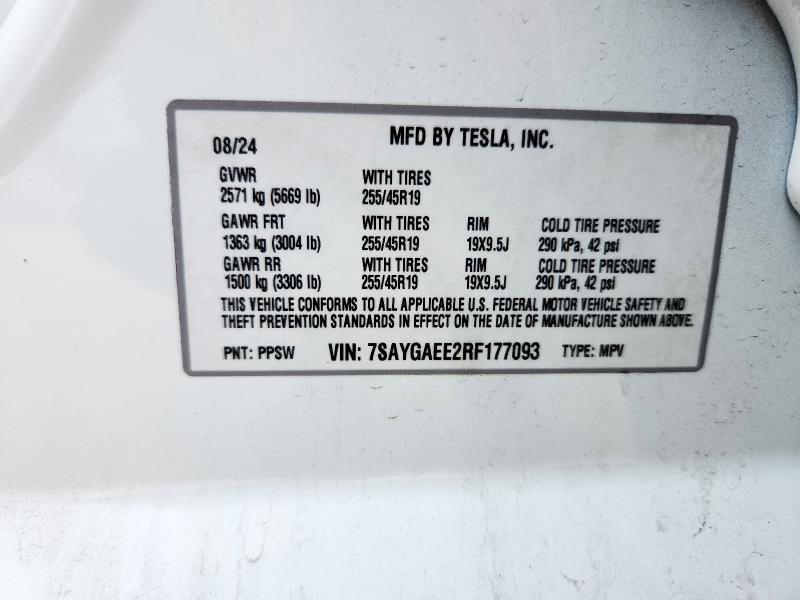 08/24 MFD BY TESLA, INC.
GVWR WITH TIRES
2571 kg (5669 lb) 255/45R19
GAWR FRT WITH TIRES RIM COLD TIRE PRESSURE
1363 kg (3004 lb) 255/45R19 19X9.5J 290 kPa, 42 psi
GAWR RR WITH TIRES RIM COLD TIRE PRESSURE
1500 kg (3306 lb) 255/45R19 19X9.5J 290 kPa, 42 psi
THIS VEHICLE CONFORMS TO ALL APPLICABLE U.S. FEDERAL MOTOR VEHICLE SAFETY AND
THEFT PREVENTION STANDARDS IN EFFECT ON THE DATE OF MANUFACTURE SHOWN ABOVE.
PNT: PPSW VIN: 7SAYGAEE2RF177093 TYPE: MPV